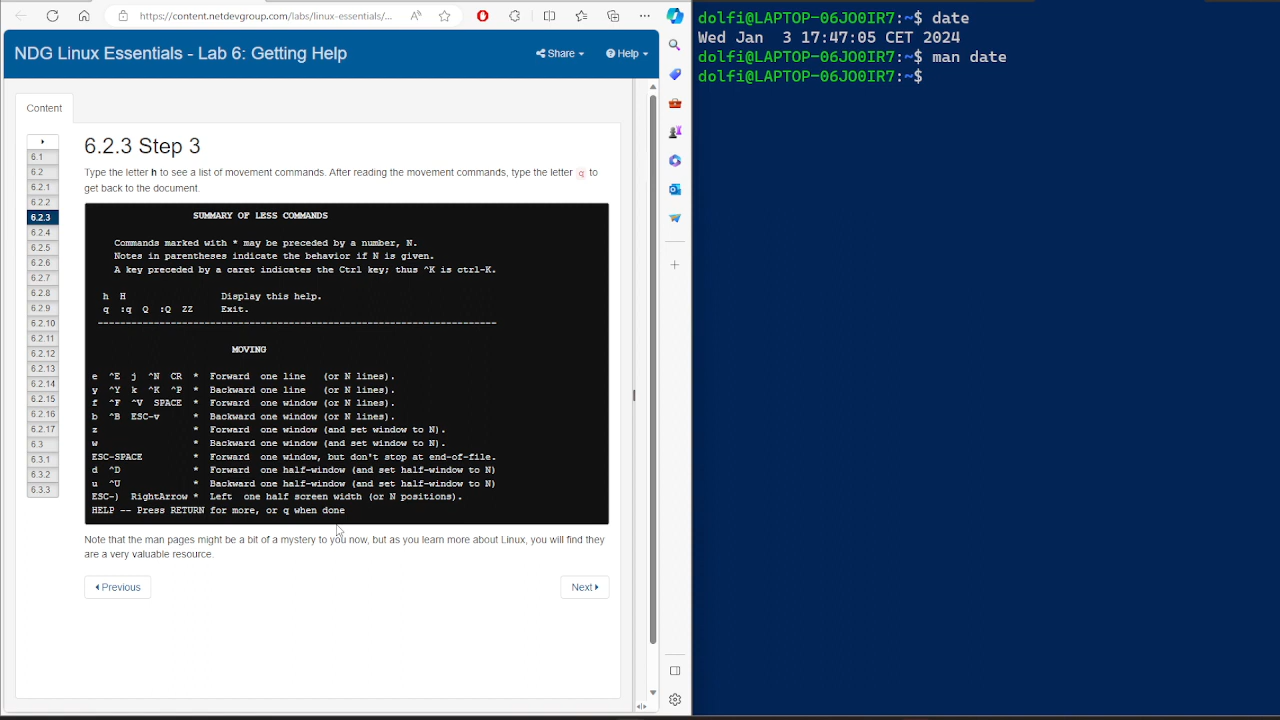 https://content.netdevgroup.com/labs/linux-essentials/...
NDG Linux Essentials - Lab 6: Getting Help
Share
Help
Content
6.1
6.2
6.2.1
6.2.2
6.2.3
6.2.4
6.2.5
6.2.6
6.2.7
6.2.8
6.2.9
6.2.10
6.2.11
6.2.12
6.2.13
6.2.14
6.2.15
6.2.16
6.2.17
6.3
6.3.1
6.3.2
6.3.3
6.2.3 Step 3
Type the letter h to see a list of movement commands. After reading the movement commands, type the letter q to
get back to the document.
SUMMARY OF LESS COMMANDS
Commands marked with * may be preceded by a number, N.
Notes in parentheses indicate the behavior if N is given.
A key preceded by a caret indicates the Ctrl key; thus ^K is ctrl-K.
h H Display this help.
q :q Q :Q ZZ Exit.
---------------------------------------------------------------------------
MOVING
e ^E j ^N CR * Forward one line (or N lines).
y ^Y k ^K ^P * Backward one line (or N lines).
f ^F ^V SPACE * Forward one window (or N lines).
b ^B ESC-v * Backward one window (or N lines).
z * Forward one window (and set window to N).
w * Backward one window (and set window to N).
ESC-SPACE * Forward one window, but don't stop at end-of-file.
d ^D * Forward one half-window (and set half-window to N)
u ^U * Backward one half-window (and set half-window to N)
ESC-) RightArrow * Left one half screen width (or N positions).
HELP -- Press RETURN for more, or q when done
Note that the man pages might be a bit of a mystery to you now, but as you learn more about Linux, you will find they
are a very valuable resource.
Previous
Next
dolfi@LAPTOP-06JO0IR7:~$ date
Wed Jan  3 17:47:05 CET 2024
dolfi@LAPTOP-06JO0IR7:~$ man date
dolfi@LAPTOP-06JO0IR7:~$